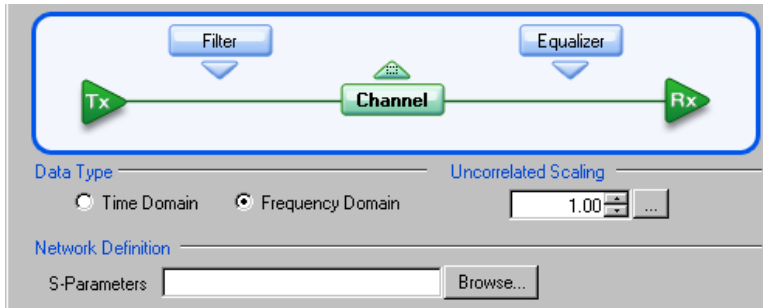 Filter Equalizer
Tx Channel Rx
Data Type Uncorrelated Scaling
Time Domain Frequency Domain 1.00 ...
Network Definition
S-Parameters Browse...